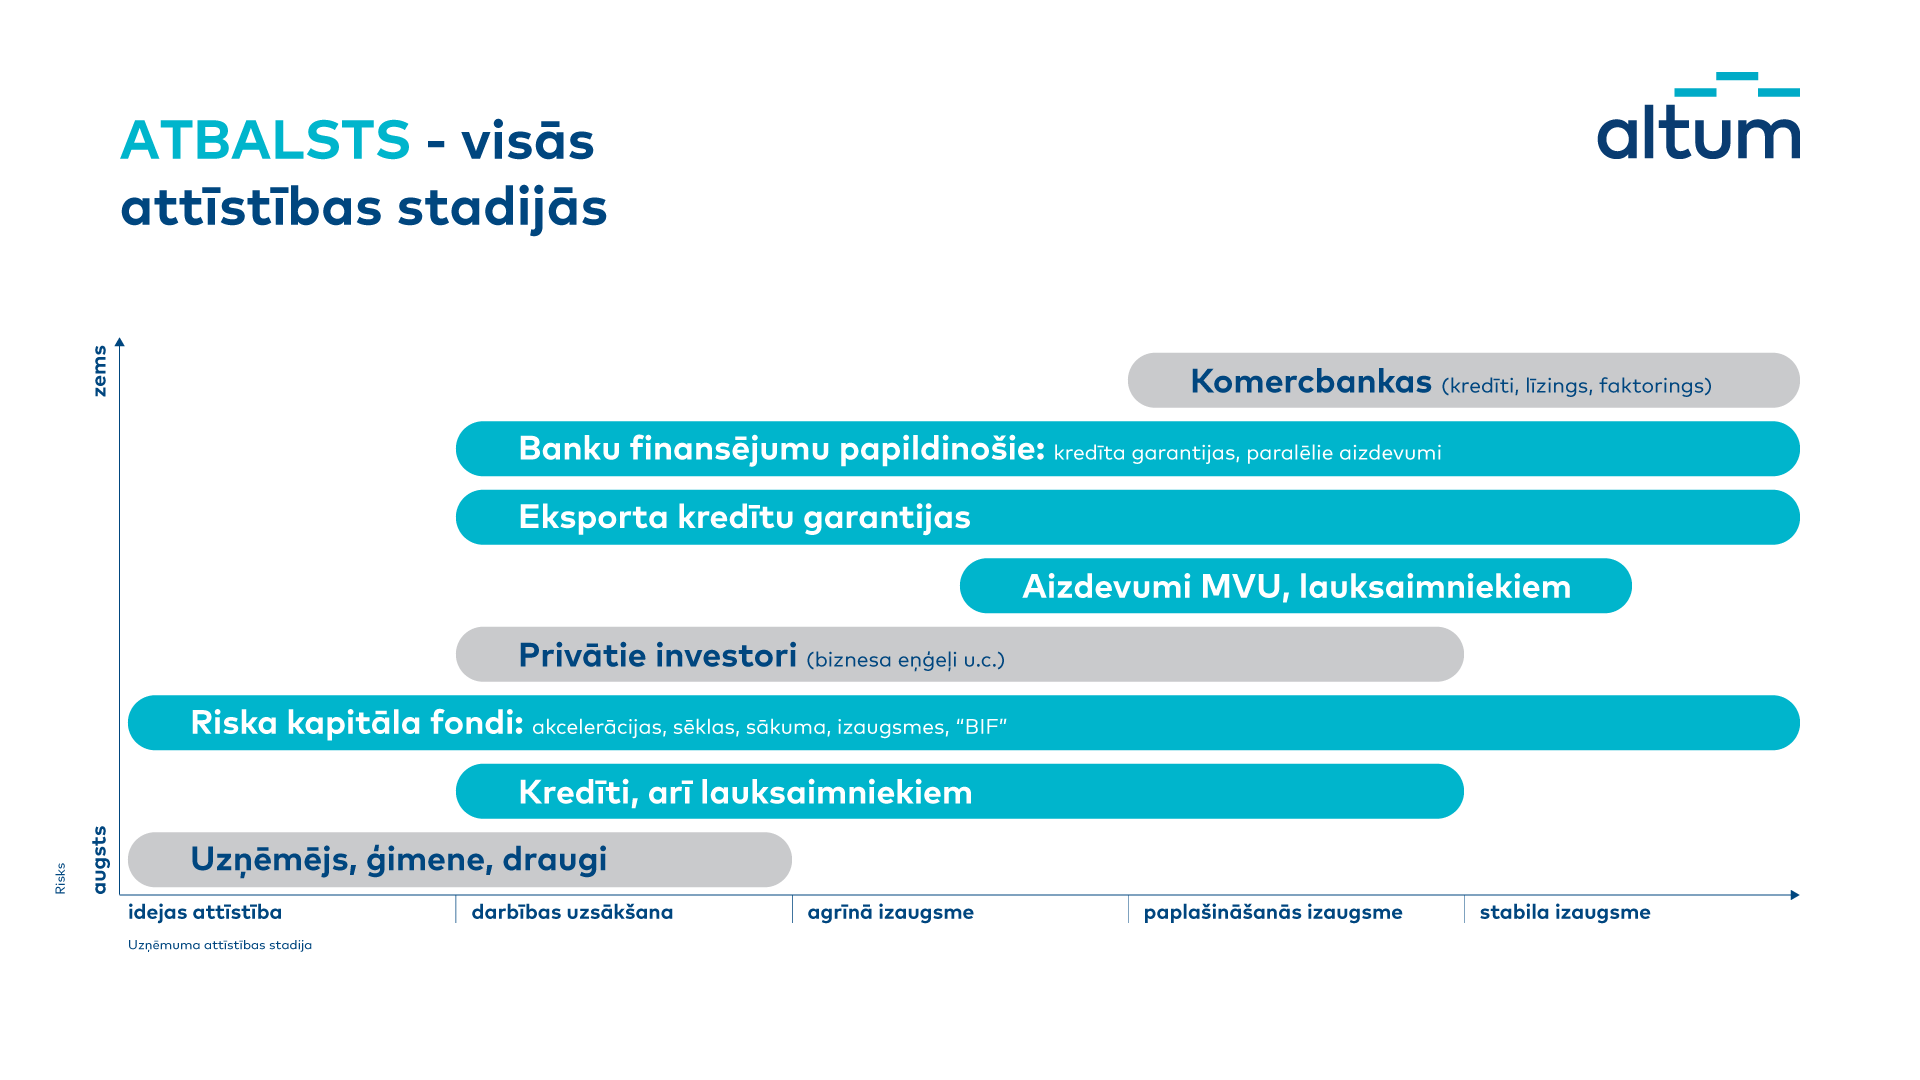 ATBALSTS - visās
attīstības stadijās
altum
zems
Komercbankas (kredīti, līzings, faktorings)
Banku finansējumu papildinošie: kredīta garantijas, paralēlie aizdevumi
Eksporta kredītu garantijas
Aizdevumi MVU, lauksaimniekiem
Privātie investori (biznesa eņģeļi u.c.)
Riska kapitāla fondi: akcelerācijas, sēklas, sākuma, izaugsmes, “BIF”
Kredīti, arī lauksaimniekiem
Uzņēmējs, ģimene, draugi
augsts
Risks
idejas attīstība darbības uzsākšana agrīnā izaugsme paplašināšanās izaugsme stabila izaugsme
Uzņēmuma attīstības stadija